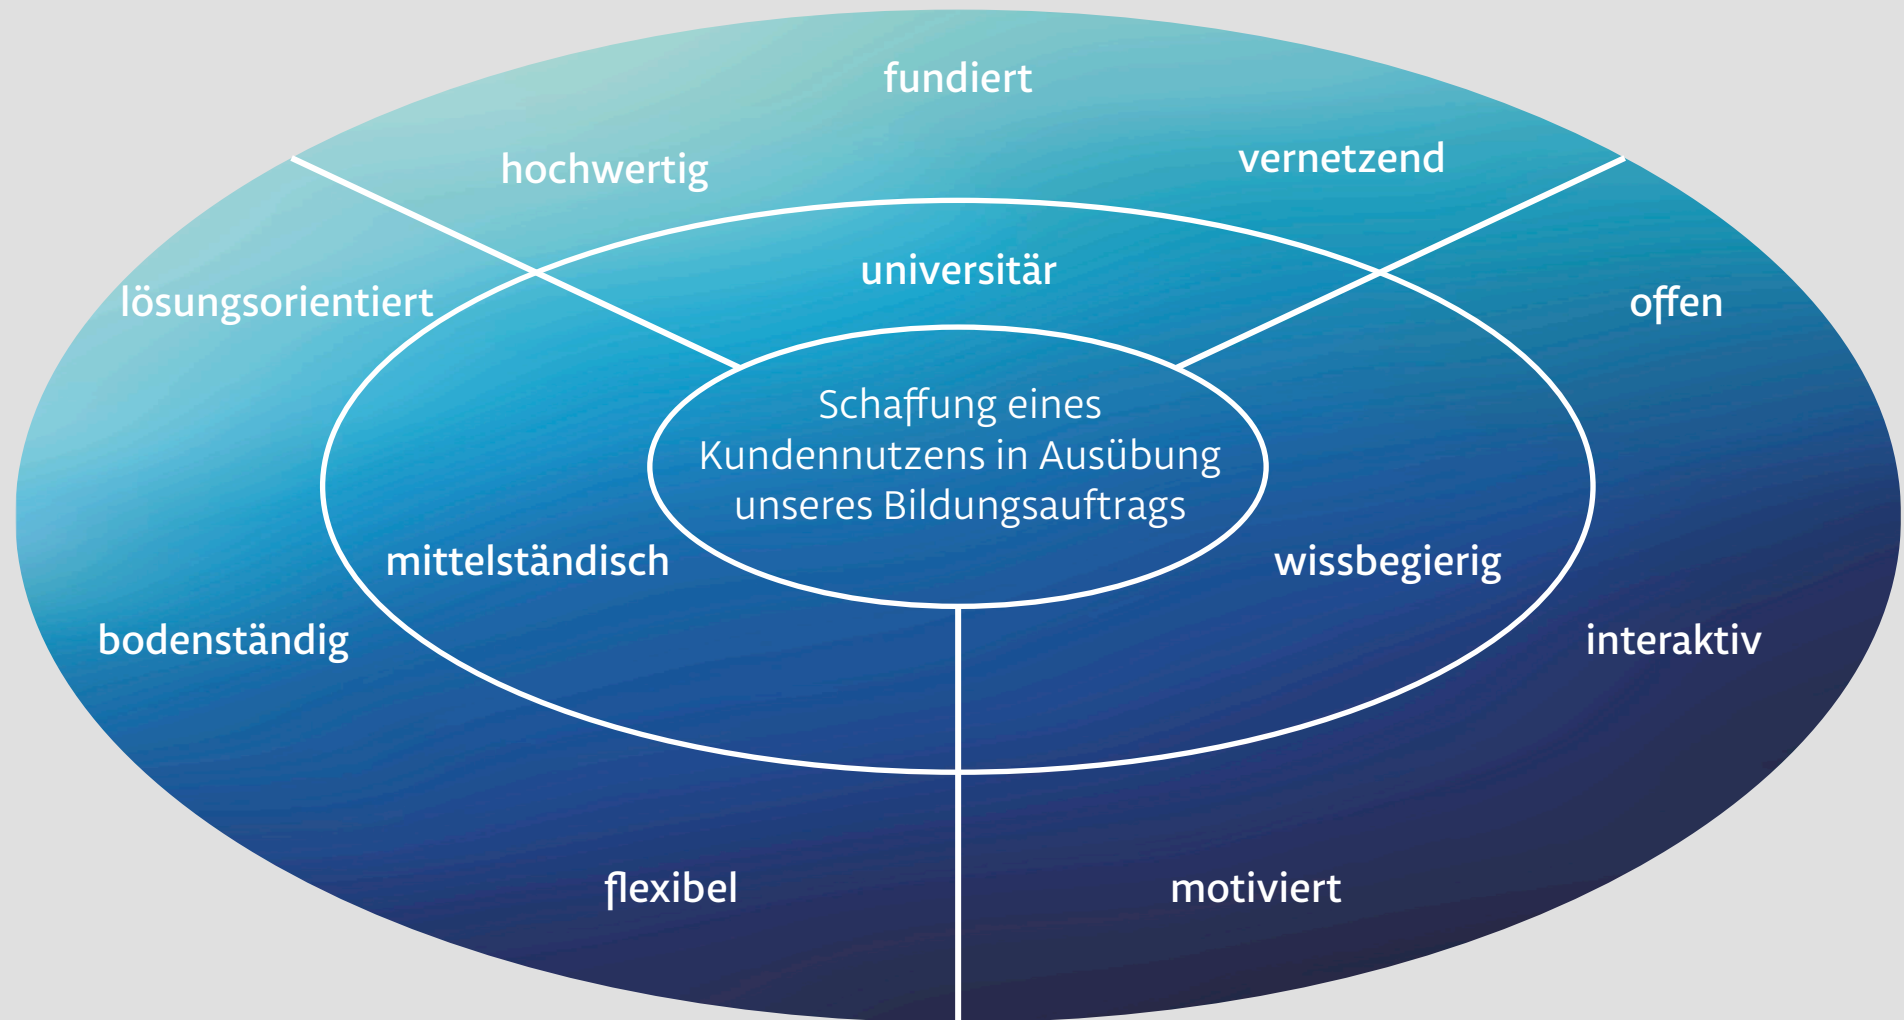 fundiert
hochwertig
vernetzend
universitär
lösungsorientiert
offen
Schaffung eines
Kundennutzens in Ausübung
unseres Bildungsauftrags
mittelständisch
wissbegierig
bodenständig
interaktiv
flexibel
motiviert